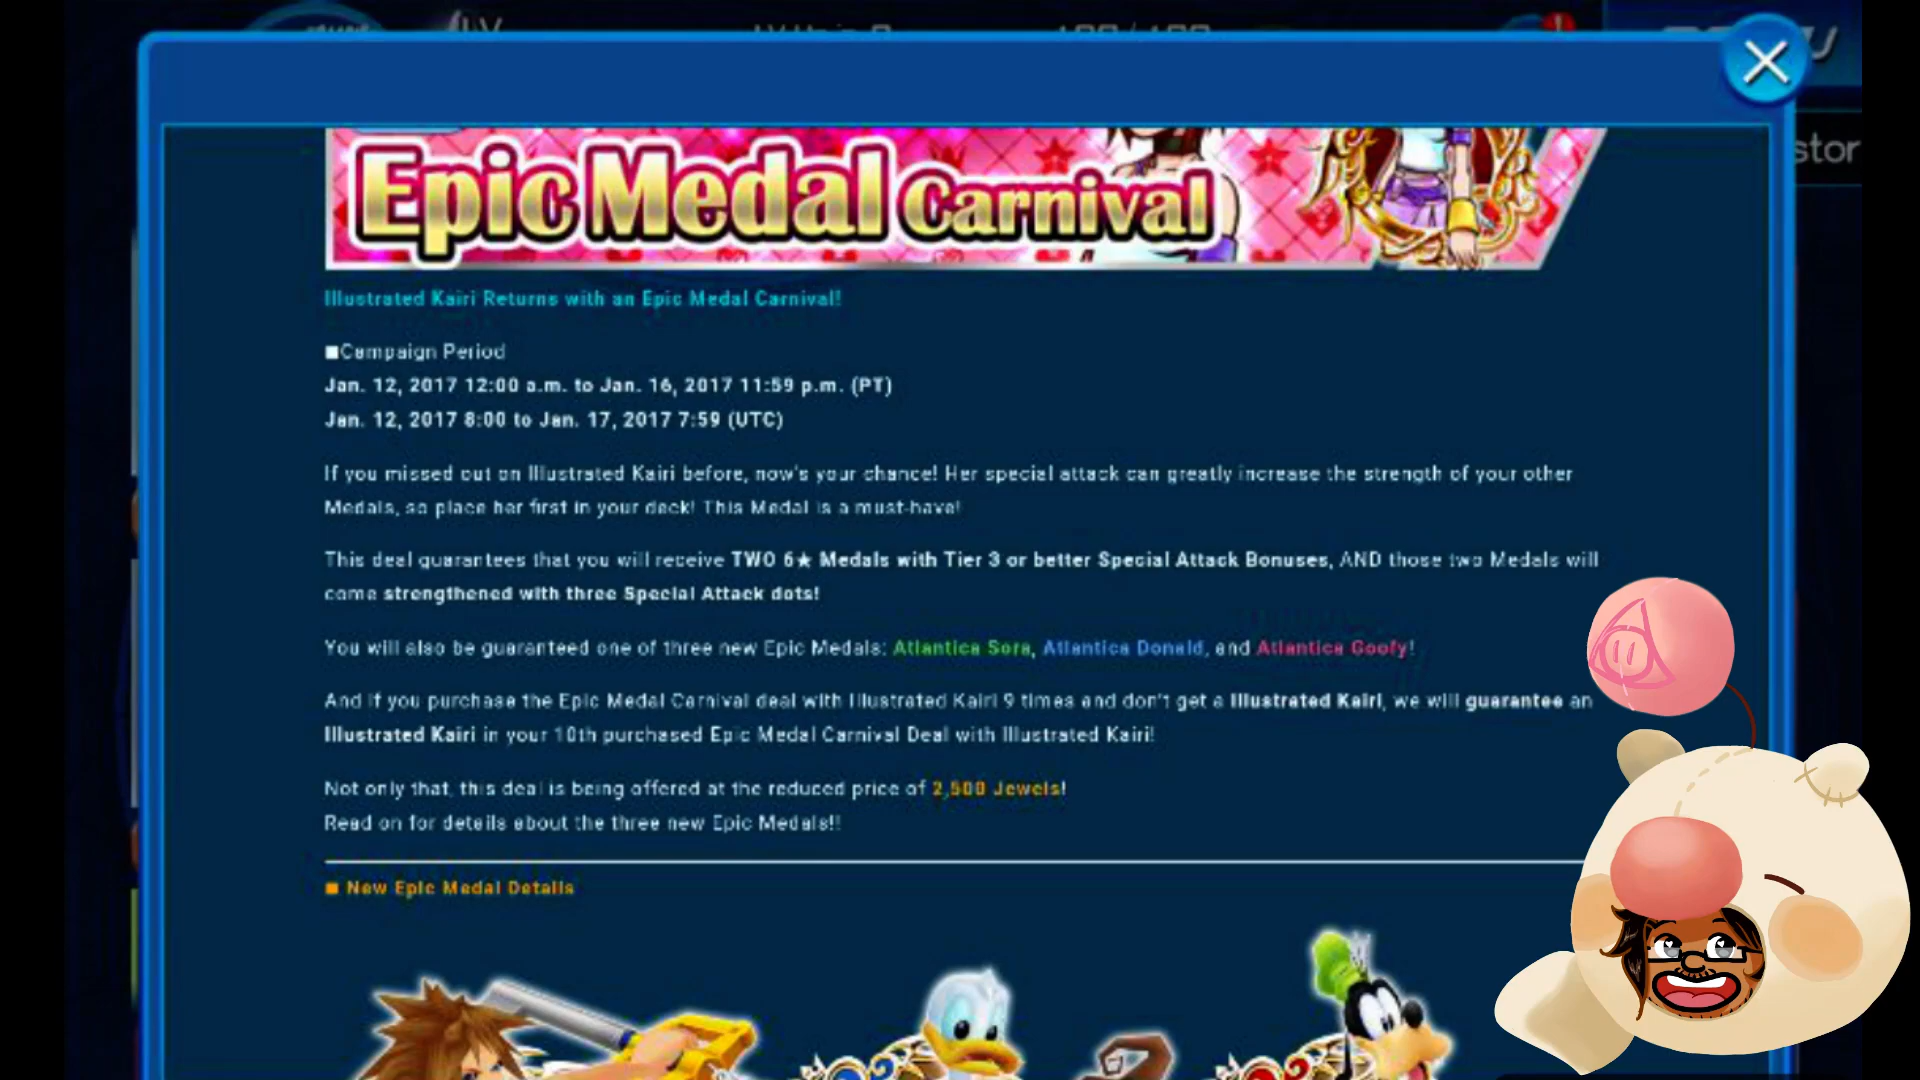 Epic Medal Carnival
Illustrated Kairi Returns with an Epic Medal Carnival!
■Campaign Period
Jan. 12, 2017 12:00 a.m. to Jan. 16, 2017 11:59 p.m. (PT)
Jan. 12, 2017 8:00 to Jan. 17, 2017 7:59 (UTC)
If you missed out on Illustrated Kairi before, now's your chance! Her special attack can greatly increase the strength of your other
Medals, so place her first in your deck! This Medal is a must-have!
This deal guarantees that you will receive TWO 6★ Medals with Tier 3 or better Special Attack Bonuses, AND those two Medals will
come strengthened with three Special Attack dots!
You will also be guaranteed one of three new Epic Medals: Atlantica Sora, Atlantica Donald, and Atlantica Goofy!
And if you purchase the Epic Medal Carnival deal with Illustrated Kairi 9 times and don't get a Illustrated Kairi, we will guarantee an
Illustrated Kairi in your 10th purchased Epic Medal Carnival Deal with Illustrated Kairi!
Not only that, this deal is being offered at the reduced price of 2,500 Jewels!
Read on for details about the three new Epic Medals!!
■ New Epic Medal Details
stor